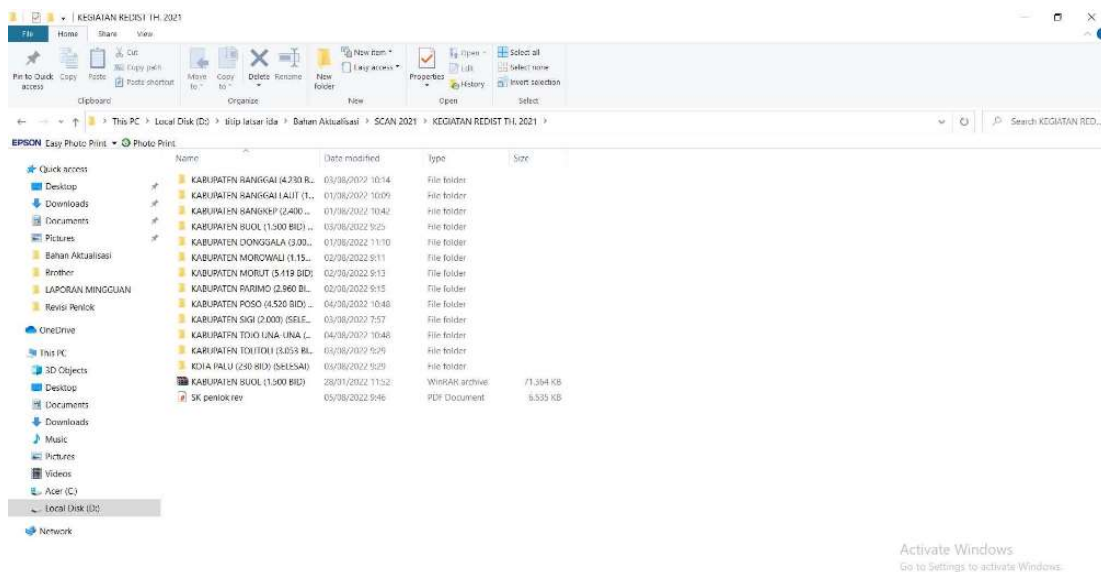 KEGIATAN REDIST TH. 2021
File Home Share View
Pin to Quick access
Copy
Paste
Cut
Copy path
Paste shortcut
Clipboard
Move to
Copy to
Delete
Rename
Organize
New folder
New item
Easy access
New
Properties
Open
Edit
History
Open
Select all
Select none
Invert selection
Select
This PC > Local Disk (D:) > titip latsar ida > Bahan Aktualisasi > SCAN 2021 > KEGIATAN REDIST TH. 2021 >
Search KEGIATAN RED...
EPSON Easy Photo Print Photo Print
Name Date modified Type Size
Quick access
Desktop
Downloads
Documents
Pictures
Bahan Aktualisasi
Brother
LAPORAN MINGGUAN
Revisi Penlok
OneDrive
This PC
3D Objects
Desktop
Documents
Downloads
Music
Pictures
Videos
Acer (C:)
Local Disk (D:)
Network
KABUPATEN BANGGAI (4.230 B... 03/08/2022 10:14 File folder
KABUPATEN BANGGAI LAUT (1... 01/08/2022 10:09 File folder
KABUPATEN BANGKEP (2.400 ... 01/08/2022 10:42 File folder
KABUPATEN BUOL (1.500 BID) ... 03/08/2022 9:25 File folder
KABUPATEN DONGGALA (3.00... 01/08/2022 11:10 File folder
KABUPATEN MOROWALI (1.15... 02/08/2022 9:11 File folder
KABUPATEN MORUT (5.419 BID) 02/08/2022 9:13 File folder
KABUPATEN PARIMO (2.960 BI... 02/08/2022 9:15 File folder
KABUPATEN POSO (4.520 BID) ... 04/08/2022 10:48 File folder
KABUPATEN SIGI (2.000) (SELE... 03/08/2022 7:57 File folder
KABUPATEN TOJO UNA-UNA (... 04/08/2022 10:48 File folder
KABUPATEN TOLITOLI (3.053 BI... 03/08/2022 9:29 File folder
KOTA PALU (230 BID) (SELESAI) 03/08/2022 9:29 File folder
KABUPATEN BUOL (1.500 BID) 28/01/2022 11:52 WinRAR archive 71.364 KB
SK penlok rev 05/08/2022 9:46 PDF Document 6.535 KB
Activate Windows
Go to Settings to activate Windows.